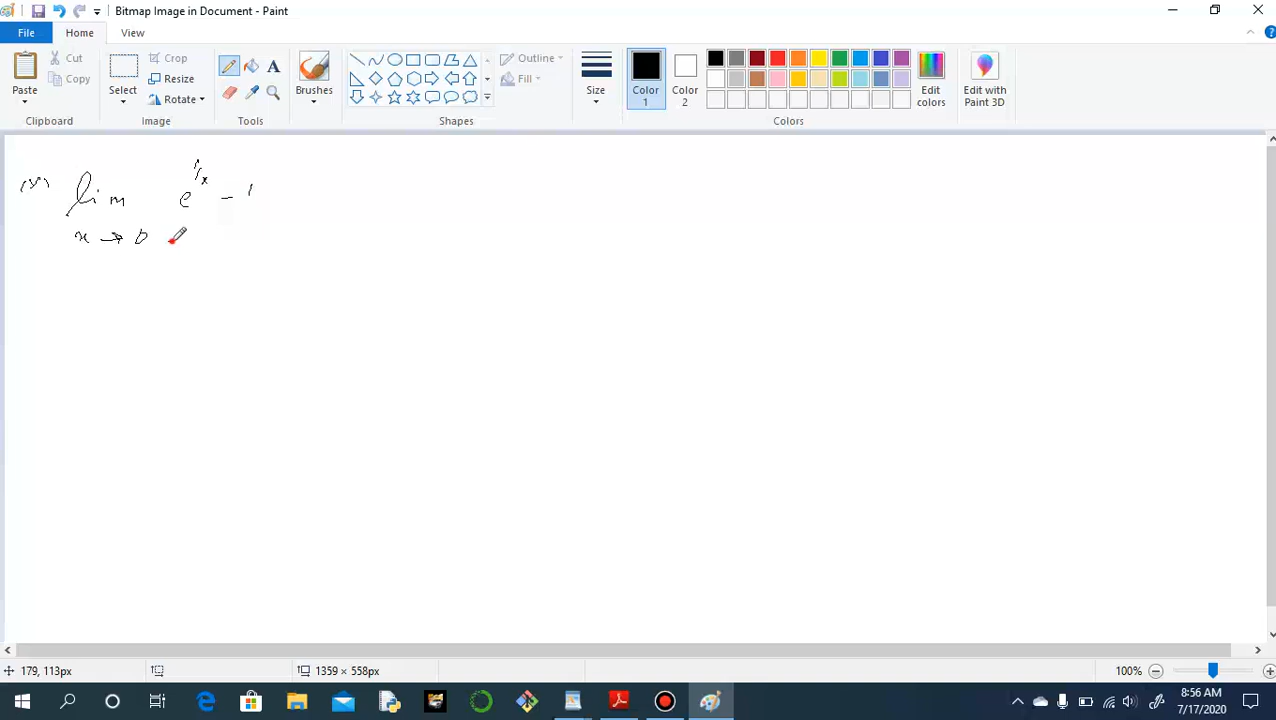 Bitmap Image in Document - Paint
File Home View
Paste Cut Copy Select Crop Resize Rotate A Brushes Outline Fill Size Color 1 Color 2 Edit colors Edit with Paint 3D
Clipboard Image Tools Shapes Colors
(v) lim e^1/x - 1
x → 0
179, 113px 1359 × 558px 100%
8:56 AM
7/17/2020